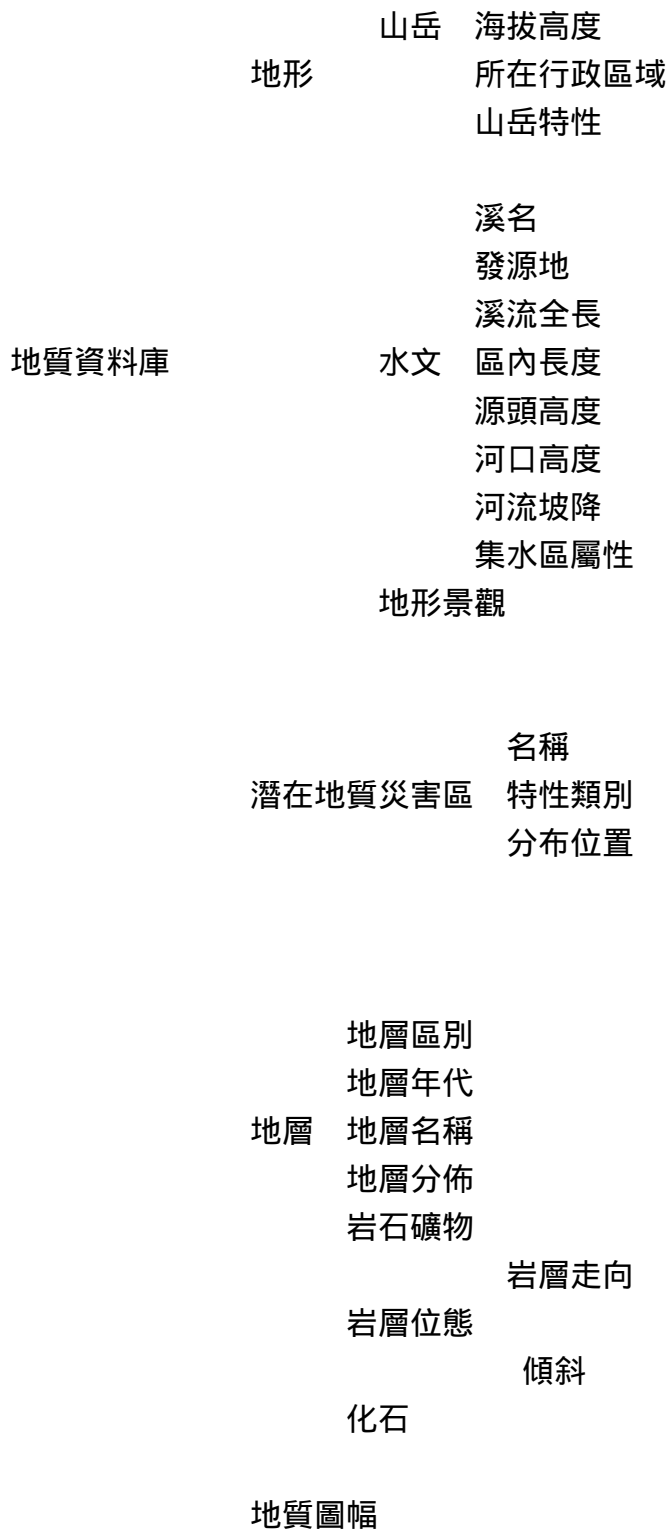 山岳 海拔高度
地形 所在行政區域
山岳特性
溪名
發源地
溪流全長
地質資料庫 水文 區內長度
源頭高度
河口高度
河流坡降
集水區屬性
地形景觀
名稱
潛在地質災害區 特性類別
分布位置
地層區別
地層年代
地層 地層名稱
地層分佈
岩石礦物
岩層走向
岩層位態
傾斜
化石
地質圖幅